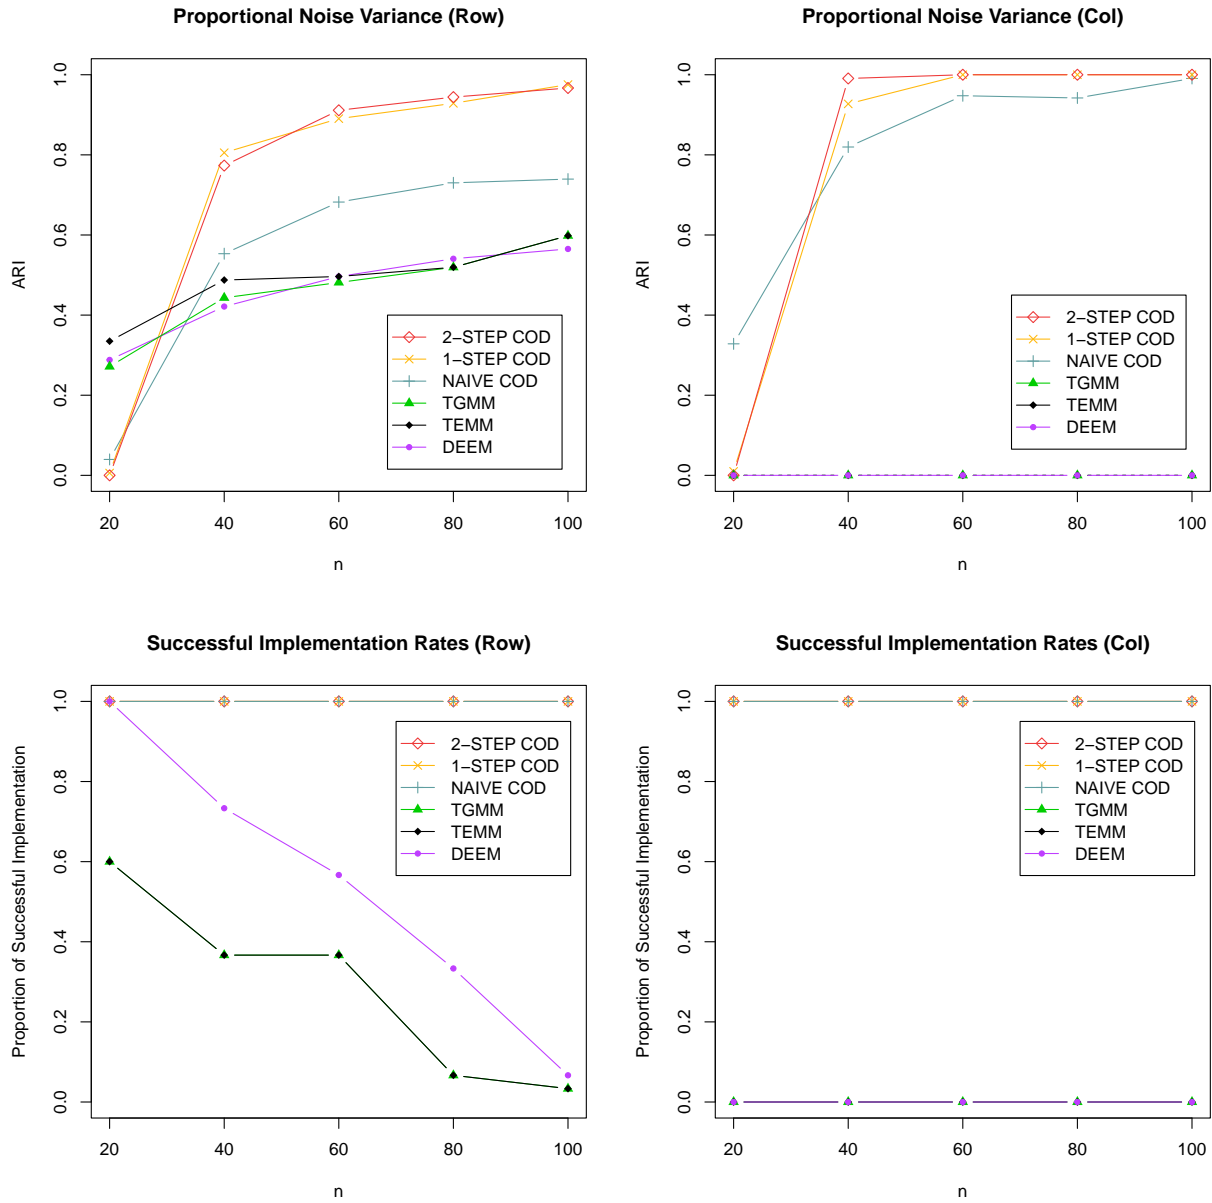 Proportional Noise Variance (Row)
ARI
1.0
0.8
0.6
0.4
0.2
0.0
2−STEP COD
1−STEP COD
NAIVE COD
TGMM
TEMM
DEEM
20 40 60 80 100
n
Proportional Noise Variance (Col)
ARI
1.0
0.8
0.6
0.4
0.2
0.0
2−STEP COD
1−STEP COD
NAIVE COD
TGMM
TEMM
DEEM
20 40 60 80 100
n
Successful Implementation Rates (Row)
Proportion of Successful Implementation
1.0
0.8
0.6
0.4
0.2
0.0
2−STEP COD
1−STEP COD
NAIVE COD
TGMM
TEMM
DEEM
20 40 60 80 100
n
Successful Implementation Rates (Col)
Proportion of Successful Implementation
1.0
0.8
0.6
0.4
0.2
0.0
2−STEP COD
1−STEP COD
NAIVE COD
TGMM
TEMM
DEEM
20 40 60 80 100
n